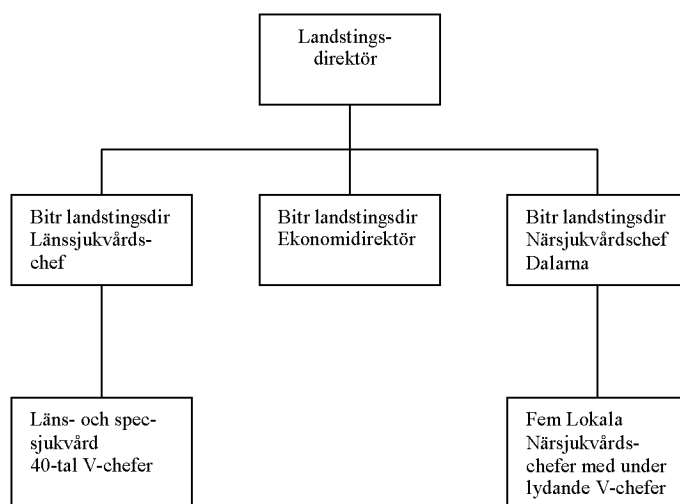 Landstings-
direktör
Bitr landstingsdir
Länssjukvårds-
chef
Bitr landstingsdir
Ekonomidirektör
Bitr landstingsdir
Närsjukvårdschef
Dalarna
Läns- och spec-
sjukvård
40-tal V-chefer
Fem Lokala
Närsjukvårds-
chefer med under
lydande V-chefer